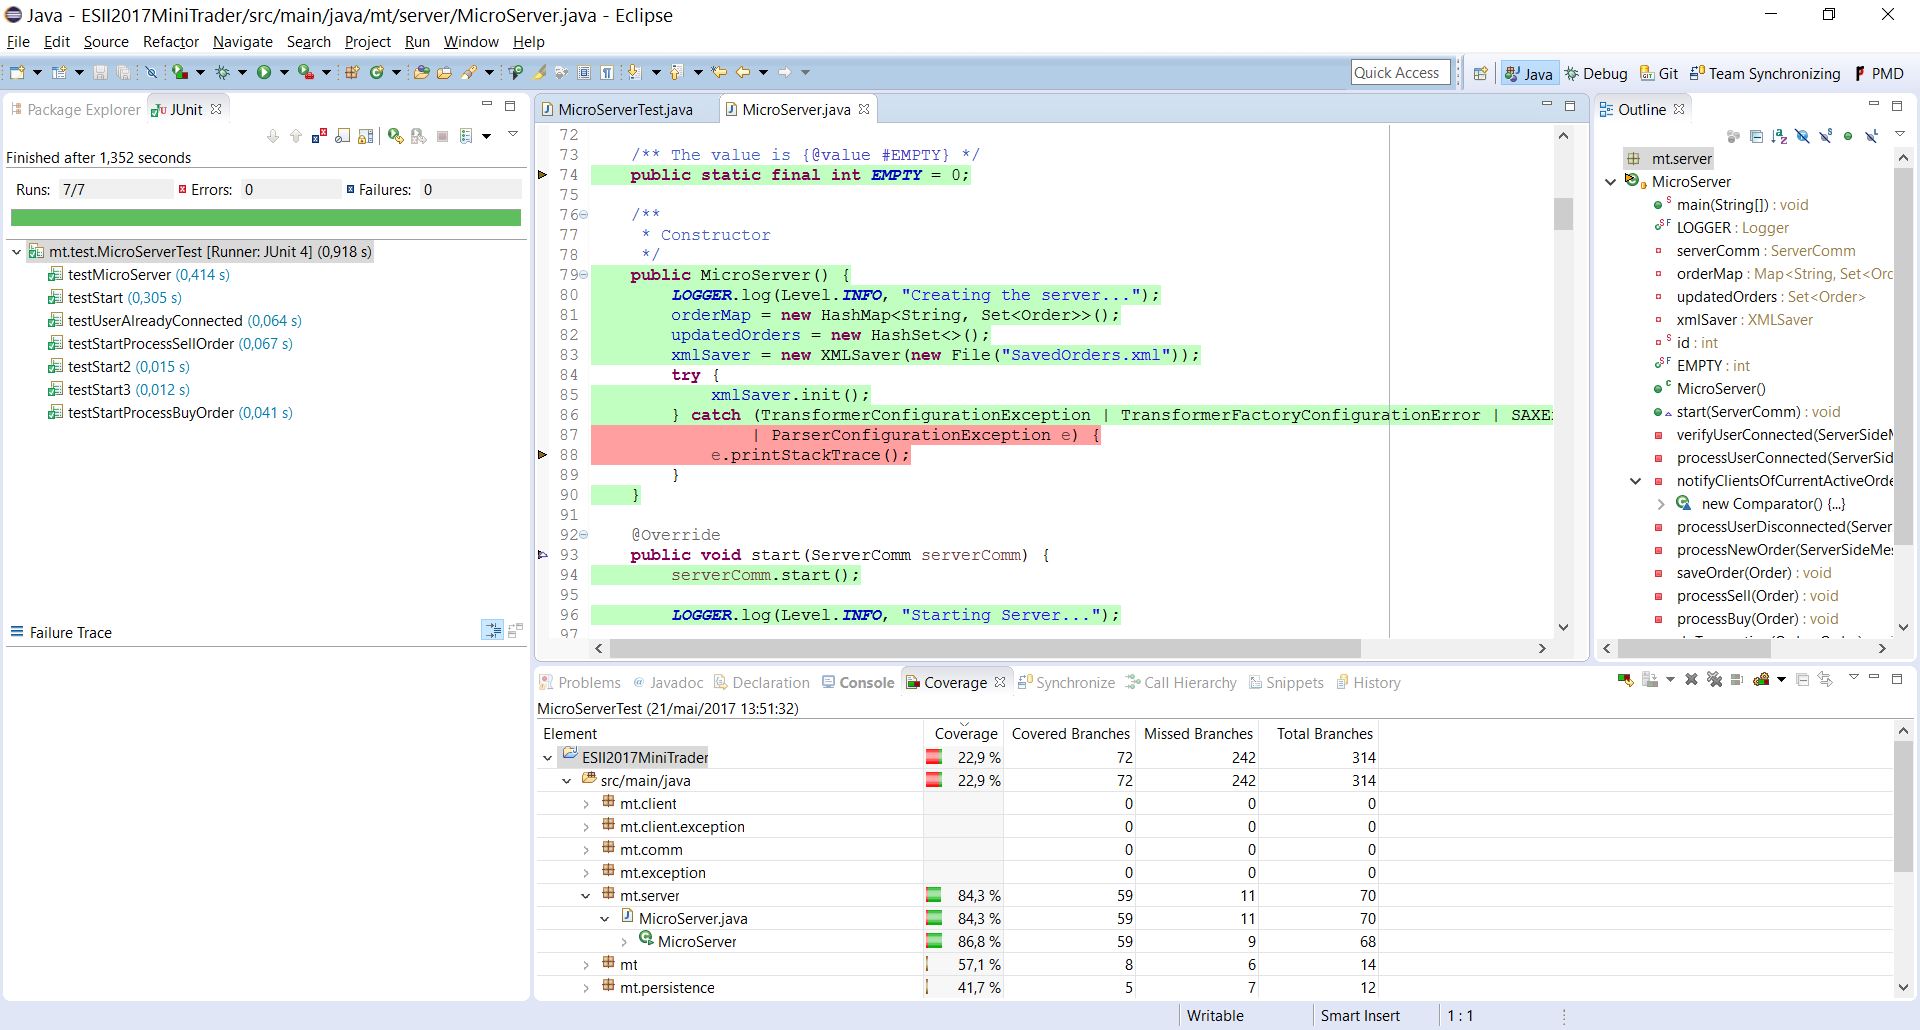 Java - ESII2017MiniTrader/src/main/java/mt/server/MicroServer.java - Eclipse
File Edit Source Refactor Navigate Search Project Run Window Help
Quick Access Java Debug Git Team Synchronizing PMD
Package Explorer JUnit
Finished after 1,352 seconds
Runs: 7/7 Errors: 0 Failures: 0
mt.test.MicroServerTest [Runner: JUnit 4] (0,918 s)
testMicroServer (0,414 s)
testStart (0,305 s)
testUserAlreadyConnected (0,064 s)
testStartProcessSellOrder (0,067 s)
testStart2 (0,015 s)
testStart3 (0,012 s)
testStartProcessBuyOrder (0,041 s)
Failure Trace
MicroServerTest.java MicroServer.java
72
73 /** The value is {@value #EMPTY} */
74 public static final int EMPTY = 0;
75
76 /**
77 * Constructor
78 */
79 public MicroServer() {
80 LOGGER.log(Level.INFO, "Creating the server...");
81 orderMap = new HashMap<String, Set<Order>>();
82 updatedOrders = new HashSet<>();
83 xmlSaver = new XMLSaver(new File("SavedOrders.xml"));
84 try {
85 xmlSaver.init();
86 } catch (TransformerConfigurationException | TransformerFactoryConfigurationError | SAXE
87 | ParserConfigurationException e) {
88 e.printStackTrace();
89 }
90 }
91
92 @Override
93 public void start(ServerComm serverComm) {
94 serverComm.start();
95
96 LOGGER.log(Level.INFO, "Starting Server...");
97
Outline
mt.server
MicroServer
main(String[]) : void
LOGGER : Logger
serverComm : ServerComm
orderMap : Map<String, Set<Orc
updatedOrders : Set<Order>
xmlSaver : XMLSaver
id : int
EMPTY : int
MicroServer()
start(ServerComm) : void
verifyUserConnected(ServerSideM
processUserConnected(ServerSid
notifyClientsOfCurrentActiveOrde
new Comparator() {...}
processUserDisconnected(Server
processNewOrder(ServerSideMes
saveOrder(Order) : void
processSell(Order) : void
processBuy(Order) : void
Problems Javadoc Declaration Console Coverage Synchronize Call Hierarchy Snippets History
MicroServerTest (21/mai/2017 13:51:32)
Element Coverage Covered Branches Missed Branches Total Branches
ESII2017MiniTrader 22,9 % 72 242 314
src/main/java 22,9 % 72 242 314
mt.client 0 0 0
mt.client.exception 0 0 0
mt.comm 0 0 0
mt.exception 0 0 0
mt.server 84,3 % 59 11 70
MicroServer.java 84,3 % 59 11 70
MicroServer 86,8 % 59 9 68
mt 57,1 % 8 6 14
mt.persistence 41,7 % 5 7 12
Writable Smart Insert 1 : 1